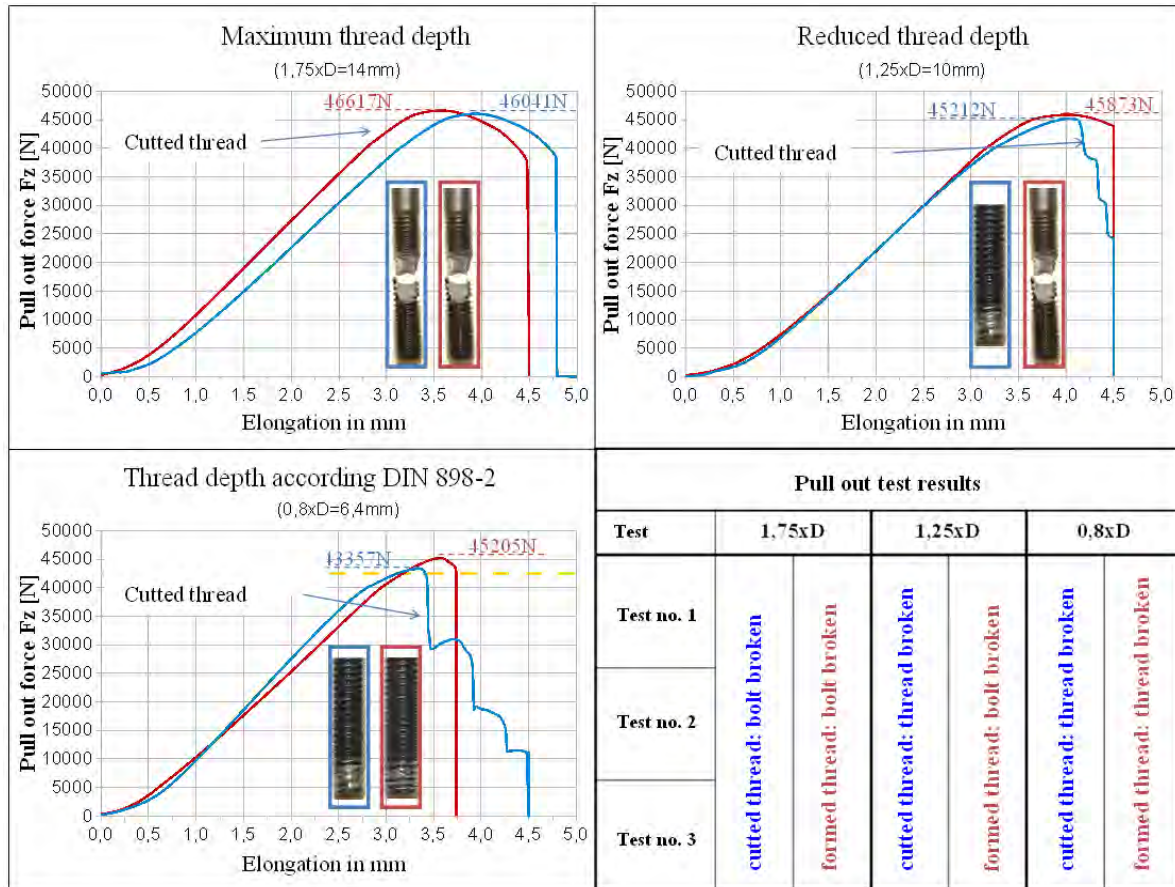 Maximum thread depth
(1,75xD=14mm)
50000
45000
40000
35000
30000
25000
20000
15000
10000
5000
0
Pull out force Fz [N]
46617N
46041N
Cutted thread
0,0
0,5
1,0
1,5
2,0
2,5
3,0
3,5
4,0
4,5
5,0
Elongation in mm
Reduced thread depth
(1,25xD=10mm)
50000
45000
40000
35000
30000
25000
20000
15000
10000
5000
0
Pull out force Fz [N]
45212N
45873N
Cutted thread
0,0
0,5
1,0
1,5
2,0
2,5
3,0
3,5
4,0
4,5
5,0
Elongation in mm
Thread depth according DIN 898-2
(0,8xD=6,4mm)
50000
45000
40000
35000
30000
25000
20000
15000
10000
5000
0
Pull out force Fz [N]
43357N
45205N
Cutted thread
0,0
0,5
1,0
1,5
2,0
2,5
3,0
3,5
4,0
4,5
5,0
Elongation in mm
Pull out test results
Test 1,75xD 1,25xD 0,8xD
Test no. 1
Test no. 2
Test no. 3
cutted thread: bolt broken
formed thread: bolt broken
cutted thread: thread broken
formed thread: bolt broken
cutted thread: thread broken
formed thread: thread broken